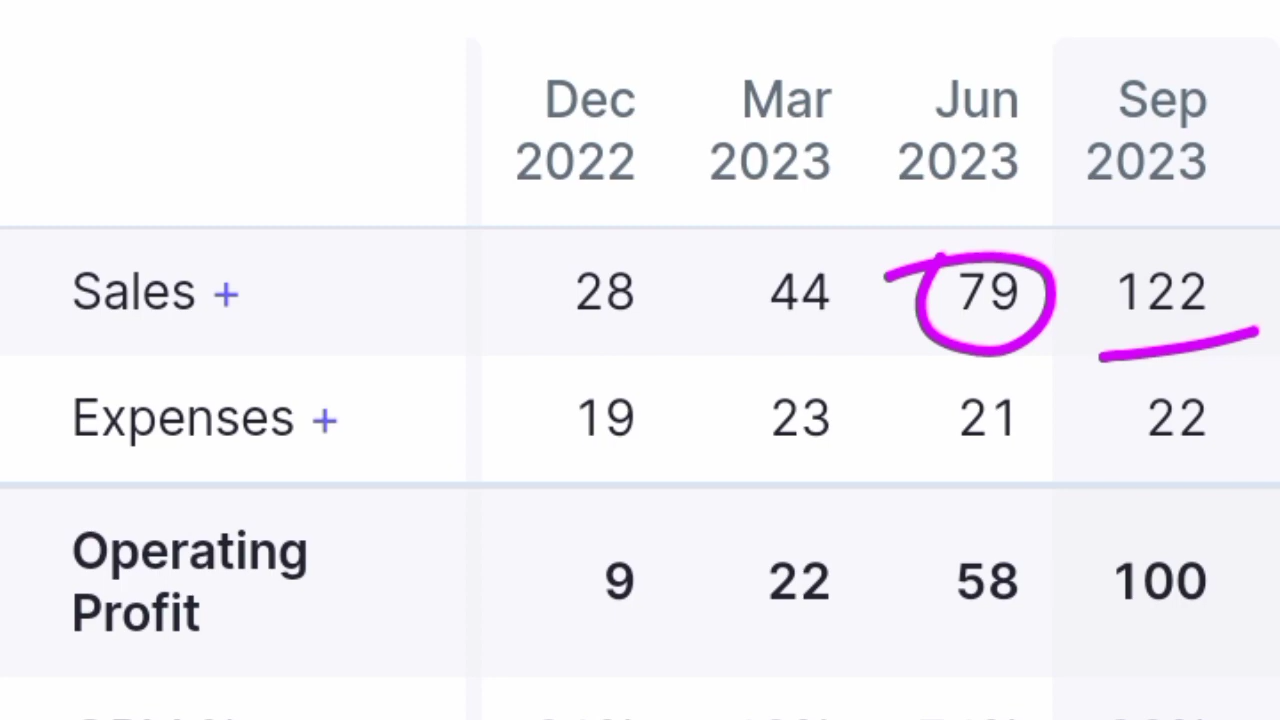 Dec Mar Jun Sep
2022 2023 2023 2023
Sales + 28 44 79 122
Expenses + 19 23 21 22
Operating
Profit 9 22 58 100